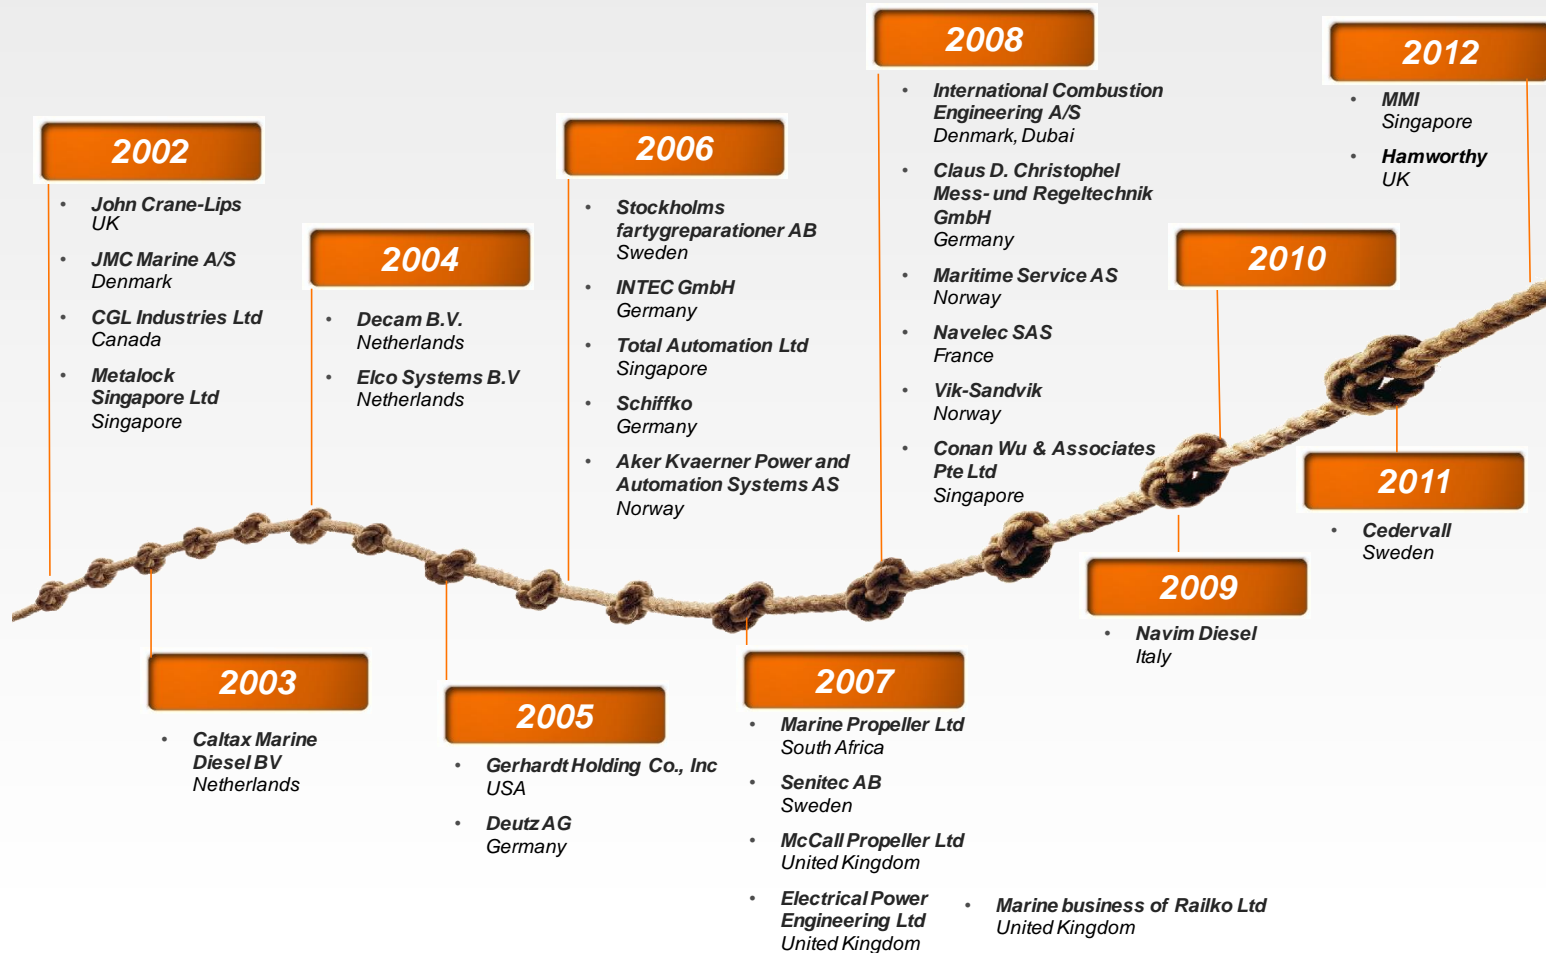 2002
• John Crane-Lips
UK
• JMC Marine A/S
Denmark
• CGL Industries Ltd
Canada
• Metalock
Singapore Ltd
Singapore
2003
• Caltax Marine
Diesel BV
Netherlands
2004
• Decam B.V.
Netherlands
• Elco Systems B.V
Netherlands
2005
• Gerhardt Holding Co., Inc
USA
• Deutz AG
Germany
2006
• Stockholms
fartygreparationer AB
Sweden
• INTEC GmbH
Germany
• Total Automation Ltd
Singapore
• Schiffko
Germany
• Aker Kvaerner Power and
Automation Systems AS
Norway
2007
• Marine Propeller Ltd
South Africa
• Senitec AB
Sweden
• McCall Propeller Ltd
United Kingdom
• Electrical Power
Engineering Ltd
United Kingdom
• Marine business of Railko Ltd
United Kingdom
2008
• International Combustion
Engineering A/S
Denmark, Dubai
• Claus D. Christophel
Mess- und Regeltechnik
GmbH
Germany
• Maritime Service AS
Norway
• Navelec SAS
France
• Vik-Sandvik
Norway
• Conan Wu & Associates
Pte Ltd
Singapore
2009
• Navim Diesel
Italy
2010
2011
• Cedervall
Sweden
2012
• MMI
Singapore
• Hamworthy
UK